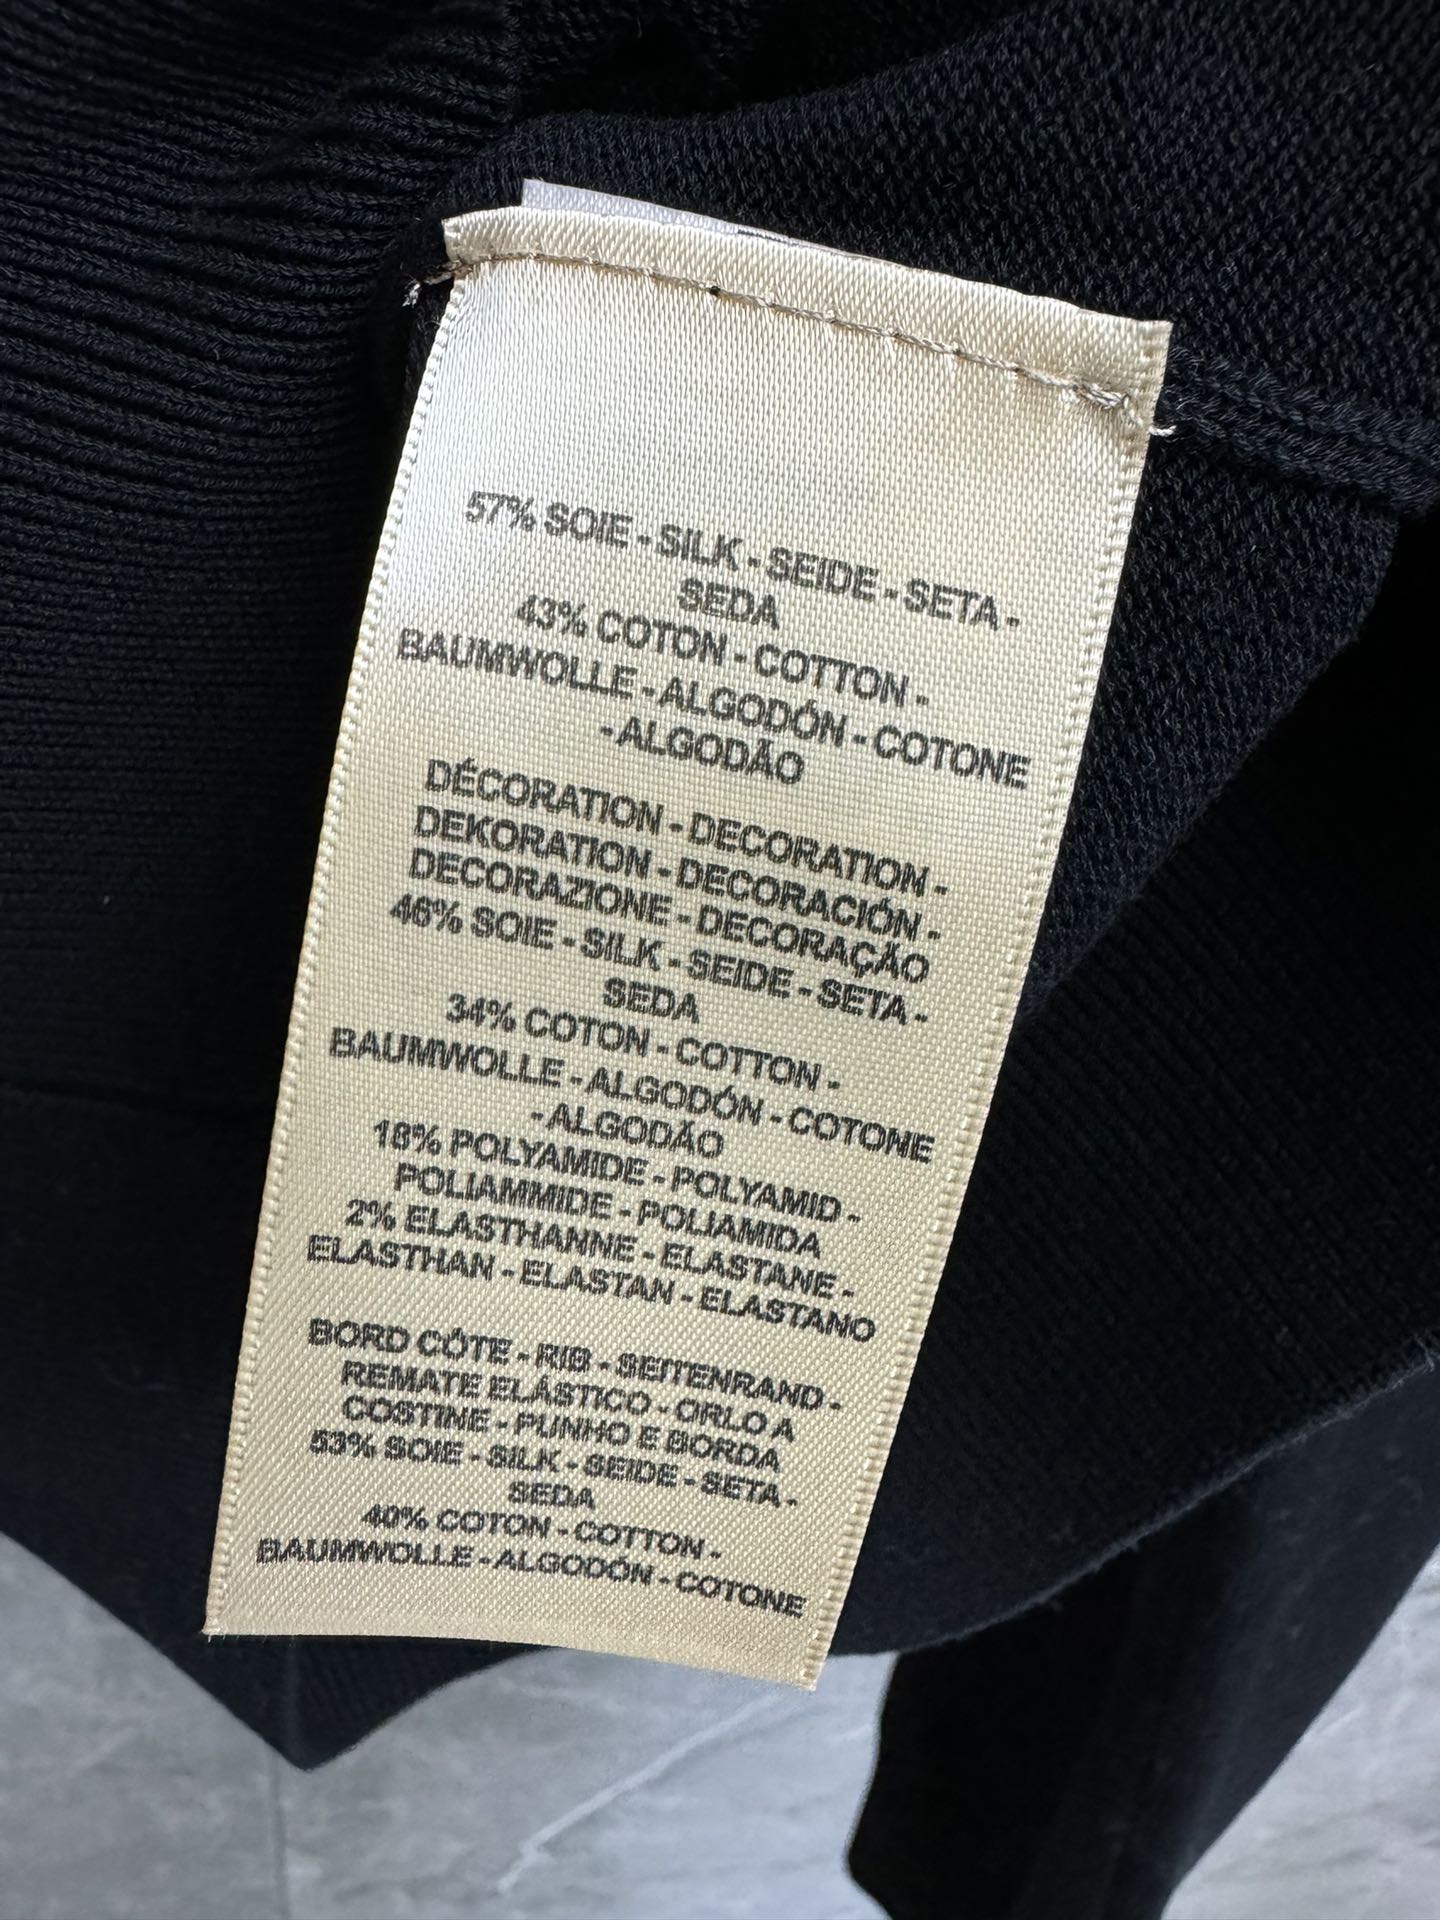 57% SOIE - SILK - SEIDE - SETA -
SEDA
43% COTON - COTTON -
BAUMWOLLE - ALGODÓN - COTONE
- ALGODÃO
DÉCORATION - DECORATION -
DEKORATION - DECORACIÓN -
DECORAZIONE - DECORAÇÃO
46% SOIE - SILK - SEIDE - SETA -
SEDA
34% COTON - COTTON -
BAUMWOLLE - ALGODÓN - COTONE
- ALGODÃO
18% POLYAMIDE - POLYAMID -
POLIAMMIDE - POLIAMIDA
2% ELASTHANNE - ELASTANE -
ELASTHAN - ELASTAN - ELASTANO
BORD CÔTE - RIB - SEITENRAND -
REMATE ELÁSTICO - ORLO A
COSTINE - PUNHO E BORDA
53% SOIE - SILK - SEIDE - SETA -
SEDA
40% COTON - COTTON -
BAUMWOLLE - ALGODÓN - COTONE